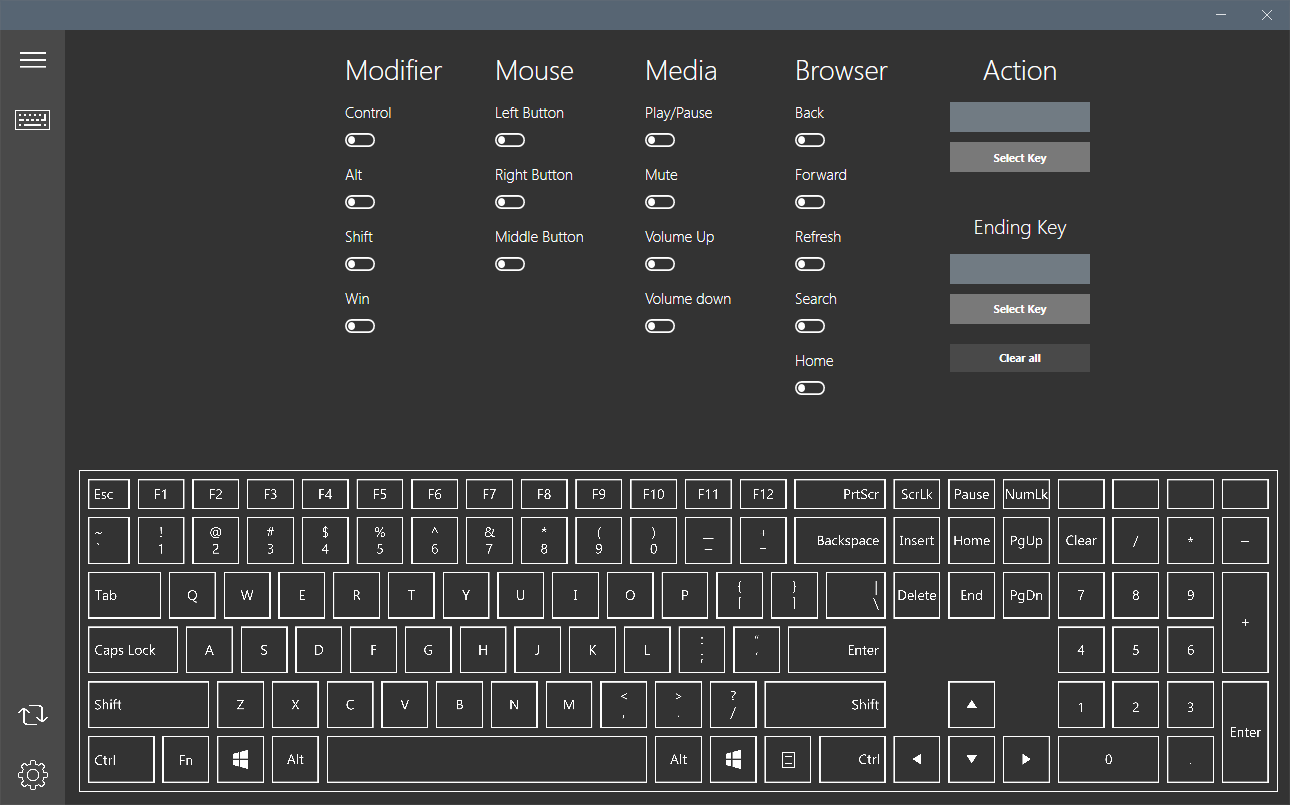 Modifier Mouse Media Browser Action
Control Left Button Play/Pause Back
Select Key
Alt Right Button Mute Forward
Shift Middle Button Volume Up Refresh
Ending Key
Win Volume down Search
Select Key
Home
Clear all
Esc F1 F2 F3 F4 F5 F6 F7 F8 F9 F10 F11 F12 PrtScr ScrLk Pause NumLk
~ ! @ # $ % ^ & * ( ) _ '
` 1 2 3 4 5 6 7 8 9 0 – – Backspace Insert Home PgUp Clear / * –
Tab Q W E R T Y U I O P { } | Delete End PgDn 7 8 9 +
[ ] \
Caps Lock A S D F G H J K L : " Enter 4 5 6
; '
Shift Z X C V B N M < > ? Shift ▲ 1 2 3
, . /
Enter
Ctrl Fn Alt Alt Ctrl ◄ ▼ ► 0 .